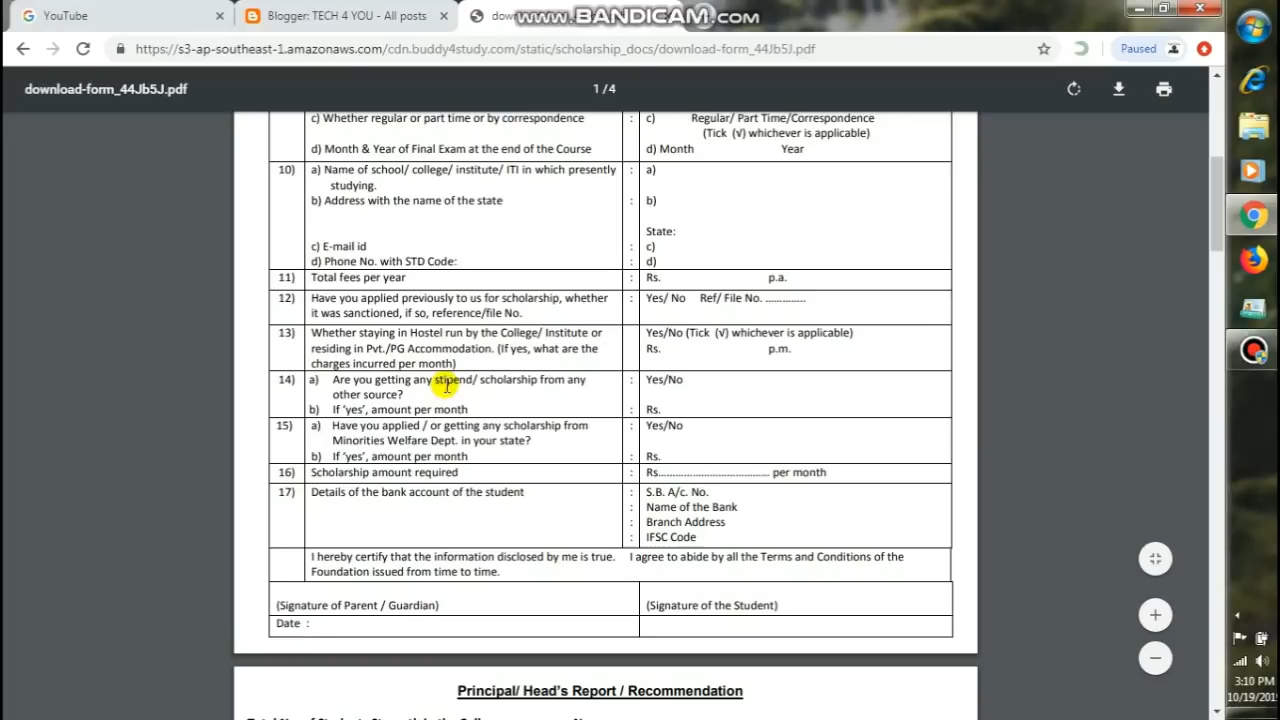 YouTube
Blogger: TECH 4 YOU - All posts
www.BANDICAM.com
https://s3-ap-southeast-1.amazonaws.com/cdn.buddy4study.com/static/scholarship_docs/download-form_44Jb5J.pdf
Paused
download-form_44Jb5J.pdf
1 / 4
c) Whether regular or part time or by correspondence : c) Regular/ Part Time/Correspondence
(Tick (√) whichever is applicable)
d) Month & Year of Final Exam at the end of the Course d) Month Year
10) a) Name of school/ college/ institute/ ITI in which presently : a)
studying.
b) Address with the name of the state : b)
State:
c) E-mail id : c)
d) Phone No. with STD Code: : d)
11) Total fees per year : Rs. p.a.
12) Have you applied previously to us for scholarship, whether : Yes/ No Ref/ File No. ..............
it was sanctioned, if so, reference/file No.
13) Whether staying in Hostel run by the College/ Institute or Yes/No (Tick (√) whichever is applicable)
residing in Pvt./PG Accommodation. (If yes, what are the Rs. p.m.
charges incurred per month)
14) a) Are you getting any stipend/ scholarship from any : Yes/No
other source?
b) If ‘yes’, amount per month : Rs.
15) a) Have you applied / or getting any scholarship from : Yes/No
Minorities Welfare Dept. in your state?
b) If ‘yes’, amount per month : Rs.
16) Scholarship amount required : Rs........................................ per month
17) Details of the bank account of the student : S.B. A/c. No.
: Name of the Bank
: Branch Address
: IFSC Code
I hereby certify that the information disclosed by me is true. I agree to abide by all the Terms and Conditions of the
Foundation issued from time to time.
(Signature of Parent / Guardian) (Signature of the Student)
Date :
Principal/ Head’s Report / Recommendation
3:10 PM